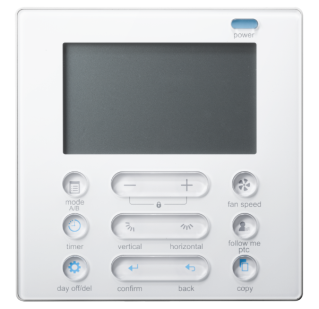 power
mode
A/B
fan speed
timer
vertical
horizontal
follow me
ptc
day off/del
confirm
back
copy